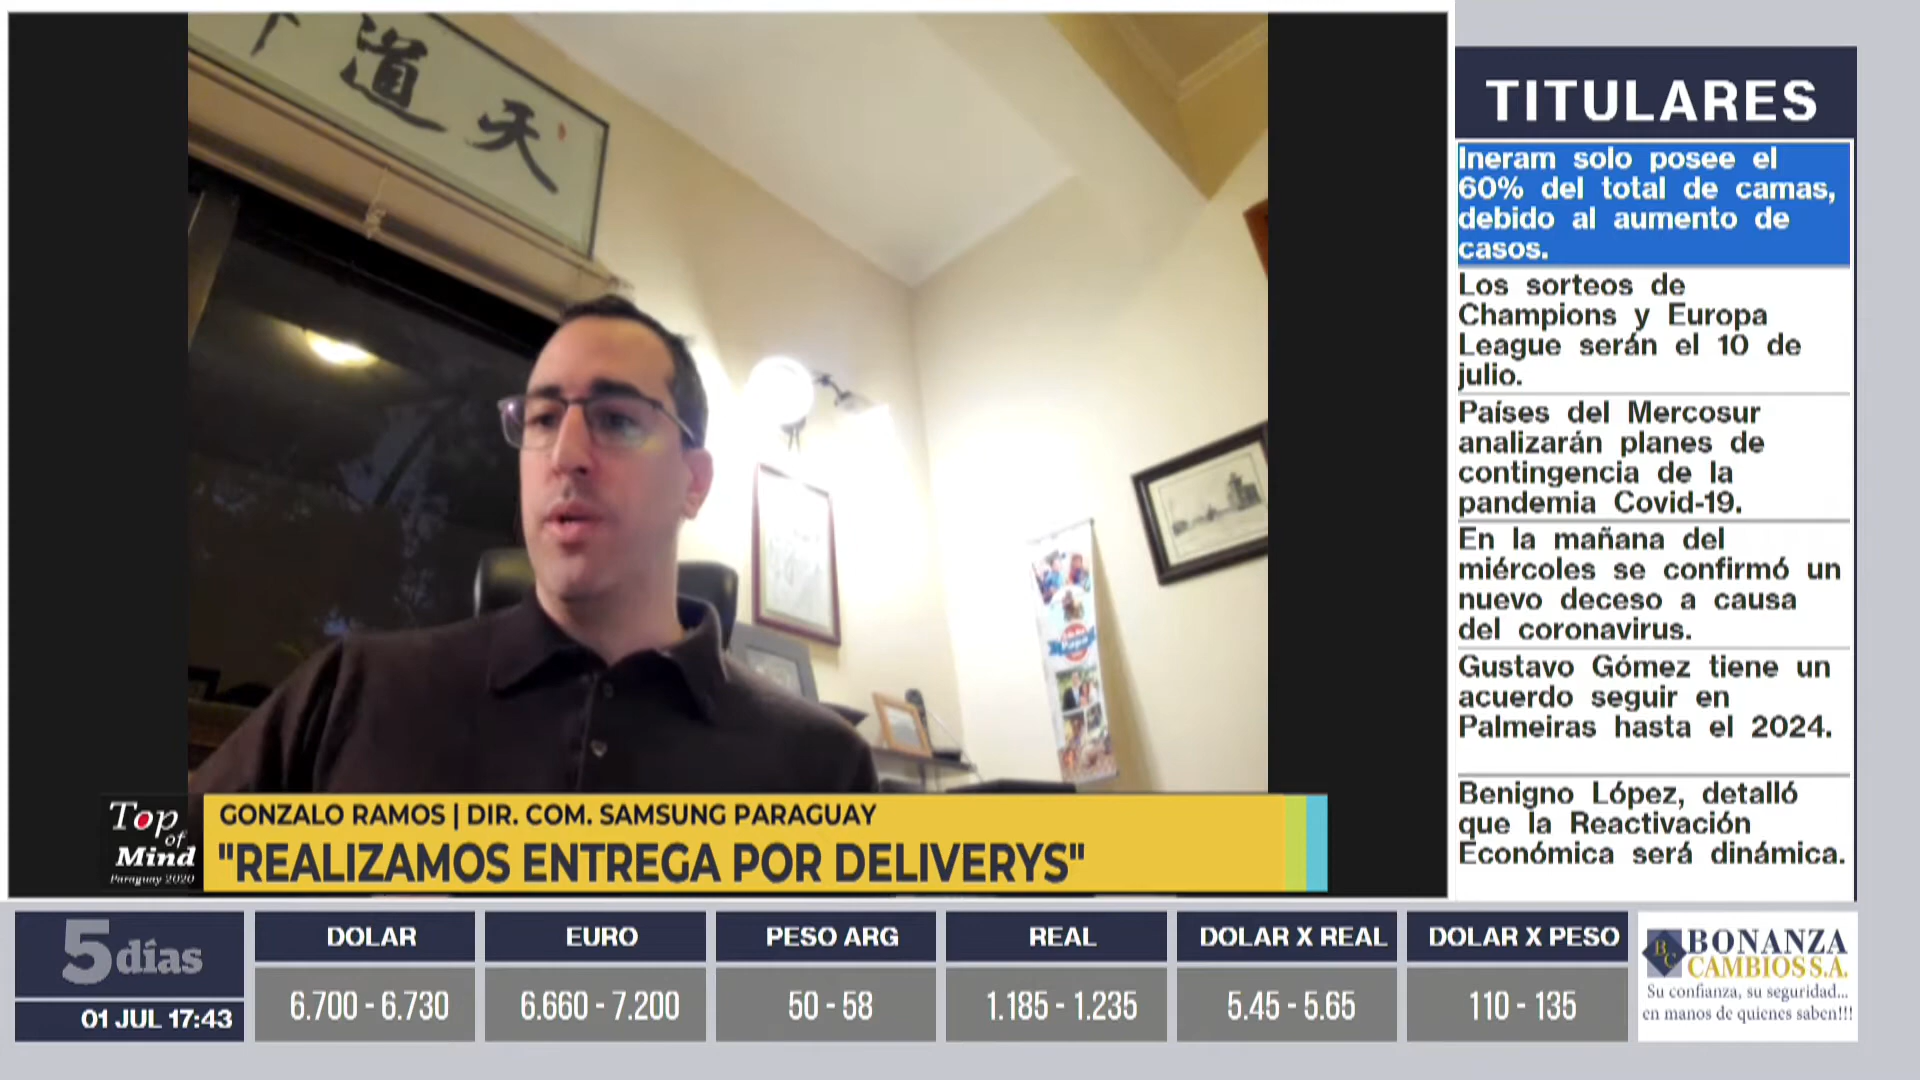 天道
TITULARES
Ineram solo posee el
60% del total de camas,
debido al aumento de
casos.
Los sorteos de
Champions y Europa
League serán el 10 de
julio.
Países del Mercosur
analizarán planes de
contingencia de la
pandemia Covid-19.
En la mañana del
miércoles se confirmó un
nuevo deceso a causa
del coronavirus.
Gustavo Gómez tiene un
acuerdo seguir en
Palmeiras hasta el 2024.
Benigno López, detalló
que la Reactivación
Económica será dinámica.
Top
of
Mind
Paraguay 2020
GONZALO RAMOS | DIR. COM. SAMSUNG PARAGUAY
"REALIZAMOS ENTREGA POR DELIVERYS"
5días
01 JUL 17:43
DOLAR
6.700 - 6.730
EURO
6.660 - 7.200
PESO ARG
50 - 58
REAL
1.185 - 1.235
DOLAR X REAL
5.45 - 5.65
DOLAR X PESO
110 - 135
BC
BONANZA
CAMBIOS S.A.
Su confianza, su seguridad...
en manos de quienes saben!!!